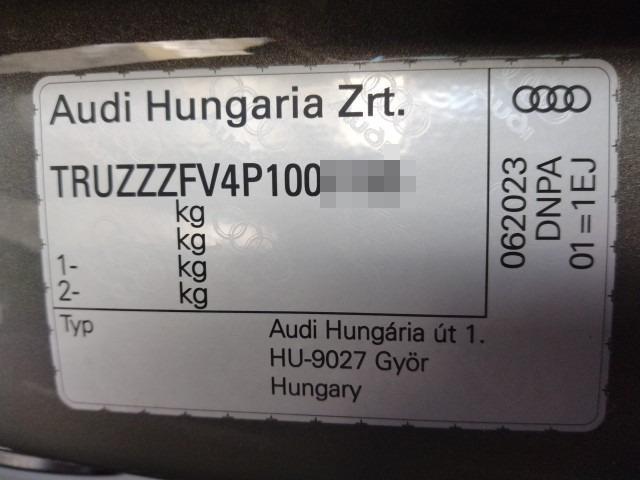 Audi Hungaria Zrt.
TRUZZZFV4P100
kg
kg
1- kg
2- kg
Typ
Audi Hungária út 1.
HU-9027 Győr
Hungary
062023
DNPA
01=1EJ